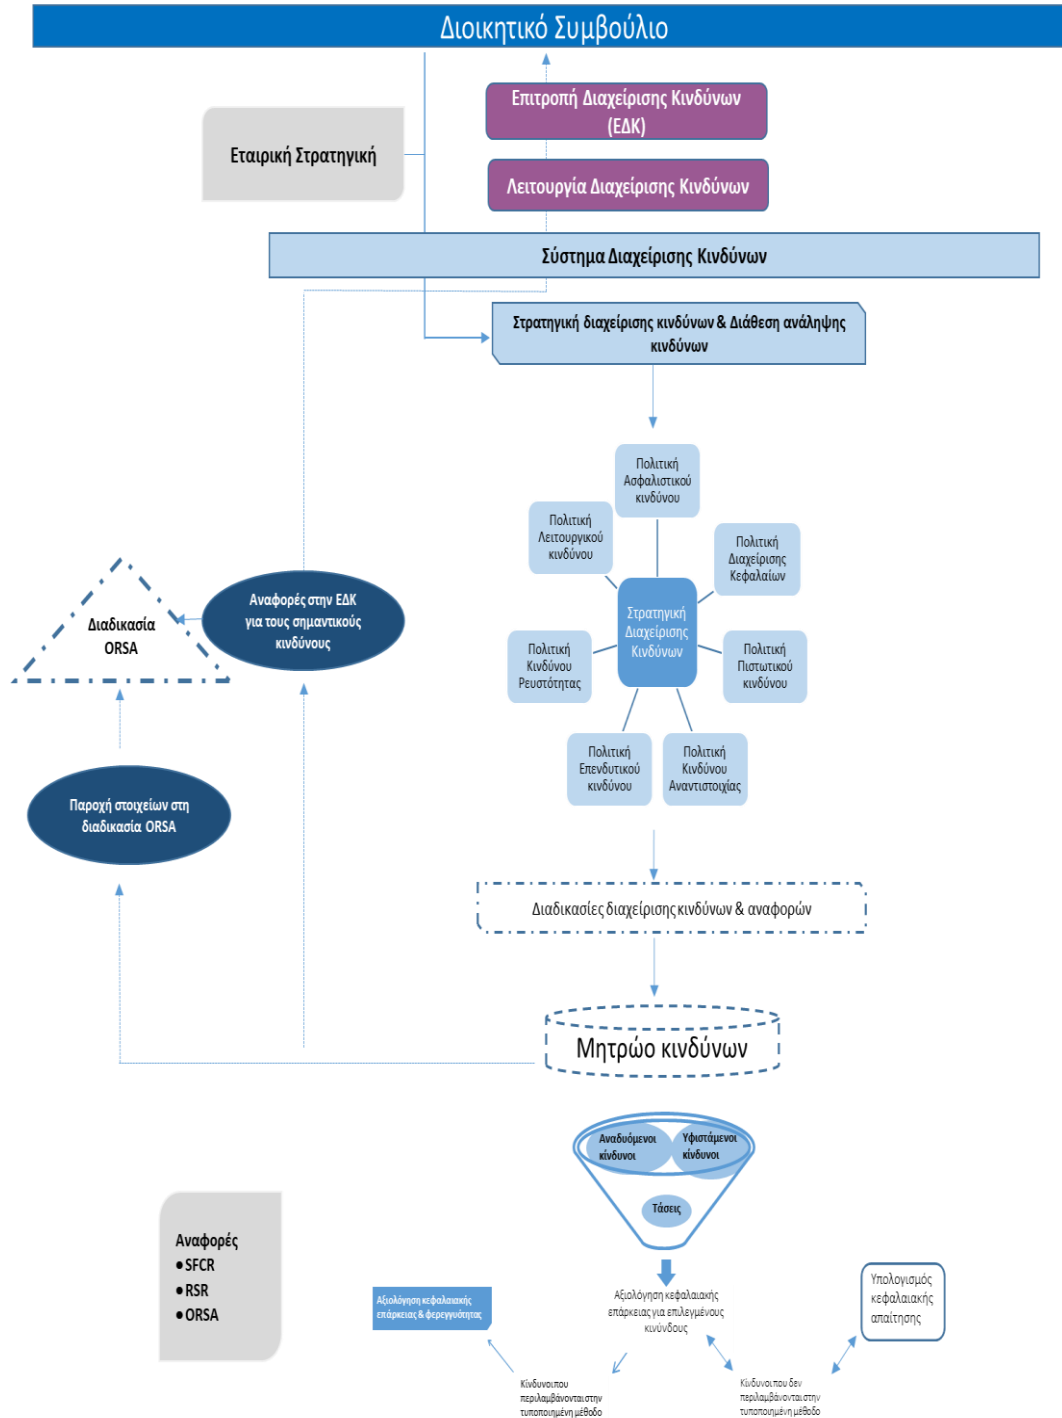 Διοικητικό Συμβούλιο
Επιτροπή Διαχείρισης Κινδύνων
(ΕΔΚ)
Εταιρική Στρατηγική
Λειτουργία Διαχείρισης Κινδύνων
Σύστημα Διαχείρισης Κινδύνων
Στρατηγική διαχείρισης κινδύνων & Διάθεση ανάληψης
κινδύνων
Πολιτική
Ασφαλιστικού
κινδύνου
Πολιτική
Λειτουργικού
κινδύνου
Πολιτική
Διαχείρισης
Κεφαλαίων
Στρατηγική
Διαχείρισης
Κινδύνων
Πολιτική
Κινδύνου
Ρευστότητας
Πολιτική
Πιστωτικού
κινδύνου
Πολιτική
Επενδυτικού
κινδύνου
Πολιτική
Κινδύνου
Αναντιστοιχίας
Αναφορές στην ΕΔΚ
για τους σημαντικούς
κινδύνους
Διαδικασία
ORSA
Παροχή στοιχείων στη
διαδικασία ORSA
Διαδικασίες διαχείρισης κινδύνων & αναφορών
Μητρώο κινδύνων
Αναδυόμενοι
κίνδυνοι
Υφιστάμενοι
κίνδυνοι
Τάσεις
Αναφορές
• SFCR
• RSR
• ORSA
Αξιολόγηση κεφαλαιακής
επάρκειας & φερεγγυότητας
Αξιολόγηση κεφαλαιακής
επάρκειας για επιλεγμένους
κινύνδους
Υπολογισμός
κεφαλαιακής
απαίτησης
Κίνδυνοι που
περιλαμβάνονται στην
τυποποιημένη μέθοδο
Κίνδυνοι που δεν
περιλαμβάνονται στην
τυποποιημένη μέθοδο